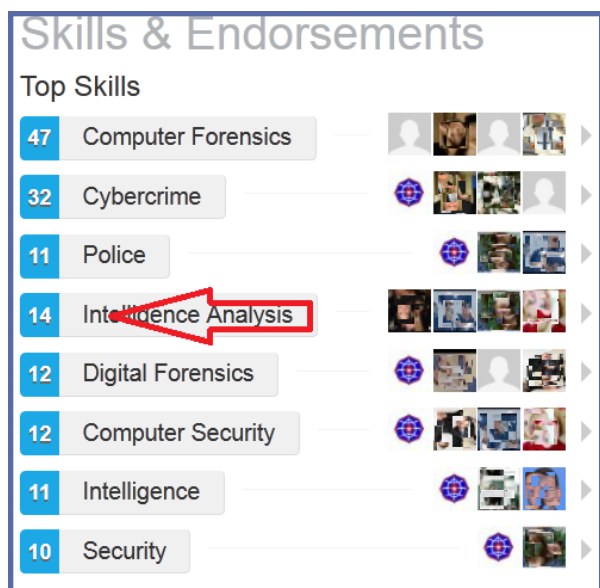 Skills & Endorsements
Top Skills
47 Computer Forensics
32 Cybercrime
11 Police
14 Intelligence Analysis
12 Digital Forensics
12 Computer Security
11 Intelligence
10 Security